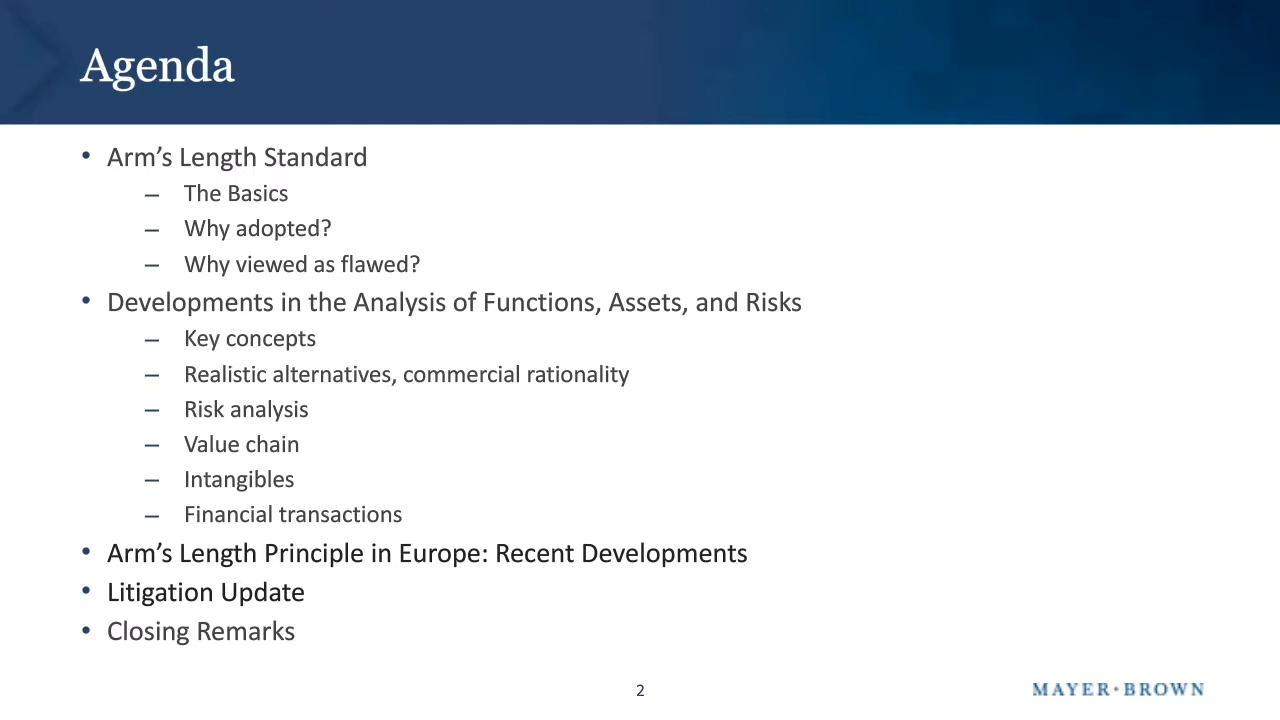 Agenda
• Arm’s Length Standard
– The Basics
– Why adopted?
– Why viewed as flawed?
• Developments in the Analysis of Functions, Assets, and Risks
– Key concepts
– Realistic alternatives, commercial rationality
– Risk analysis
– Value chain
– Intangibles
– Financial transactions
• Arm’s Length Principle in Europe: Recent Developments
• Litigation Update
• Closing Remarks
2
MAYER • BROWN